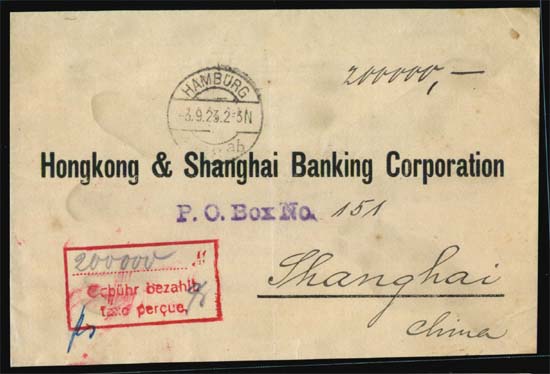 200000,—
HAMBURG
-3.9.23.2-3N
ab
Hongkong & Shanghai Banking Corporation
P. O. Box No. 151
200000 M
Gebühr bezahlt
taxe perçue.
Shanghai
China